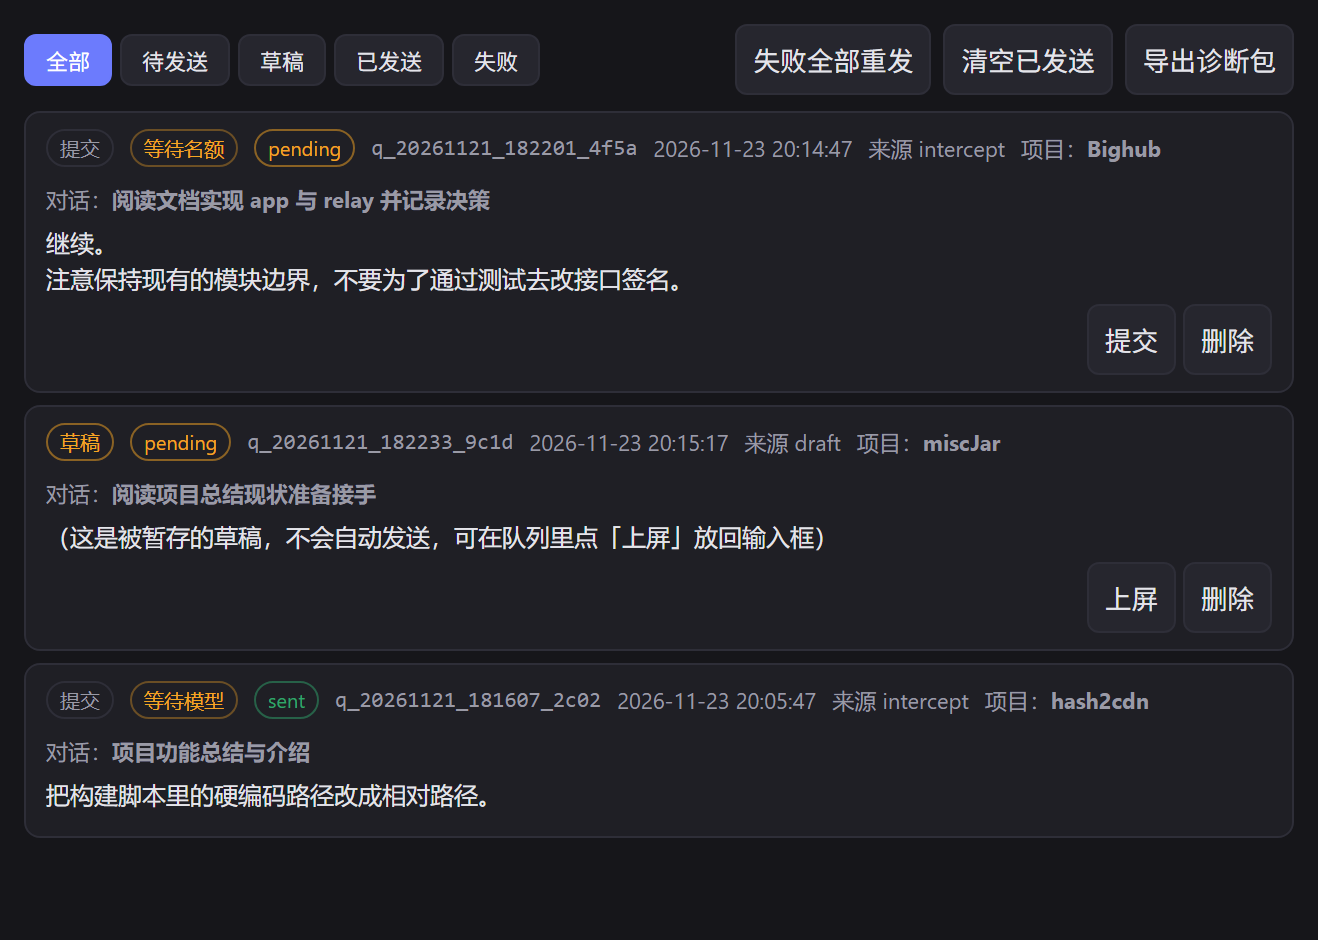 全部 待发送 草稿 已发送 失败 失败全部重发 清空已发送 导出诊断包
提交 等待名额 pending q_20261121_182201_4f5a 2026-11-23 20:14:47 来源 intercept 项目：Bighub
对话：阅读文档实现 app 与 relay 并记录决策
继续。
注意保持现有的模块边界，不要为了通过测试去改接口签名。
提交 删除
草稿 pending q_20261121_182233_9c1d 2026-11-23 20:15:17 来源 draft 项目：miscJar
对话：阅读项目总结现状准备接手
（这是被暂存的草稿，不会自动发送，可在队列里点「上屏」放回输入框）
上屏 删除
提交 等待模型 sent q_20261121_181607_2c02 2026-11-23 20:05:47 来源 intercept 项目：hash2cdn
对话：项目功能总结与介绍
把构建脚本里的硬编码路径改成相对路径。